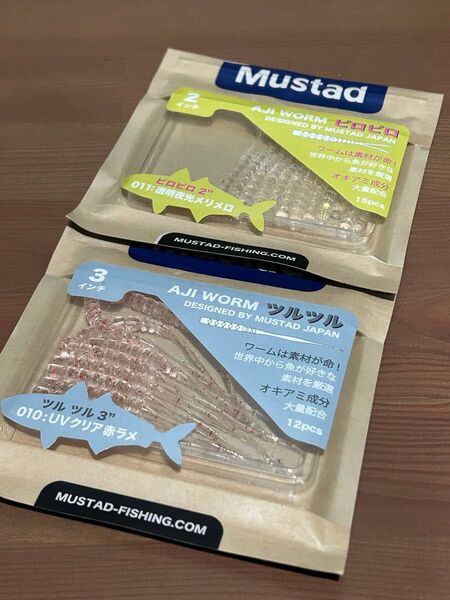 Mustad
2
インチ
AJI WORM ピロピロ
DESIGNED BY MUSTAD JAPAN
ワームは素材が命!
世界中から魚が好きな
素材を厳選
オキアミ成分
大量配合
15pcs
ピロピロ 2"
011:透明夜光メリメロ
MUSTAD-FISHING.COM
3
インチ
AJI WORM ツルツル
DESIGNED BY MUSTAD JAPAN
ワームは素材が命!
世界中から魚が好きな
素材を厳選
オキアミ成分
大量配合
12pcs
ツル ツル 3"
010:UVクリア赤ラメ
MUSTAD-FISHING.COM